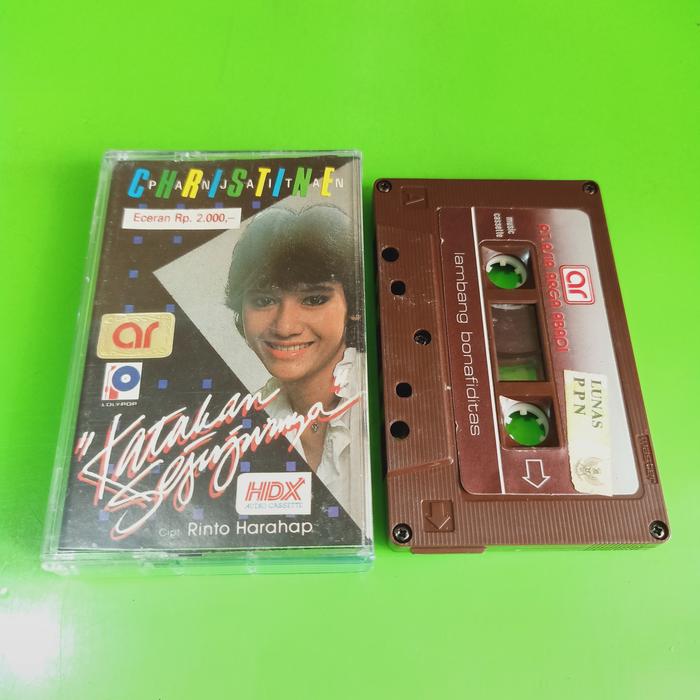 CHRISTINE
PANJAITAN
Eceran Rp. 2.000,-
ar
LOLYPOP
"Katakan
Sejujurnya"
HDX
AUDIO CASSETTE
Cipt. Rinto Harahap
A
music
cassette
lambang bonafiditas
ar
LUNAS
PPN